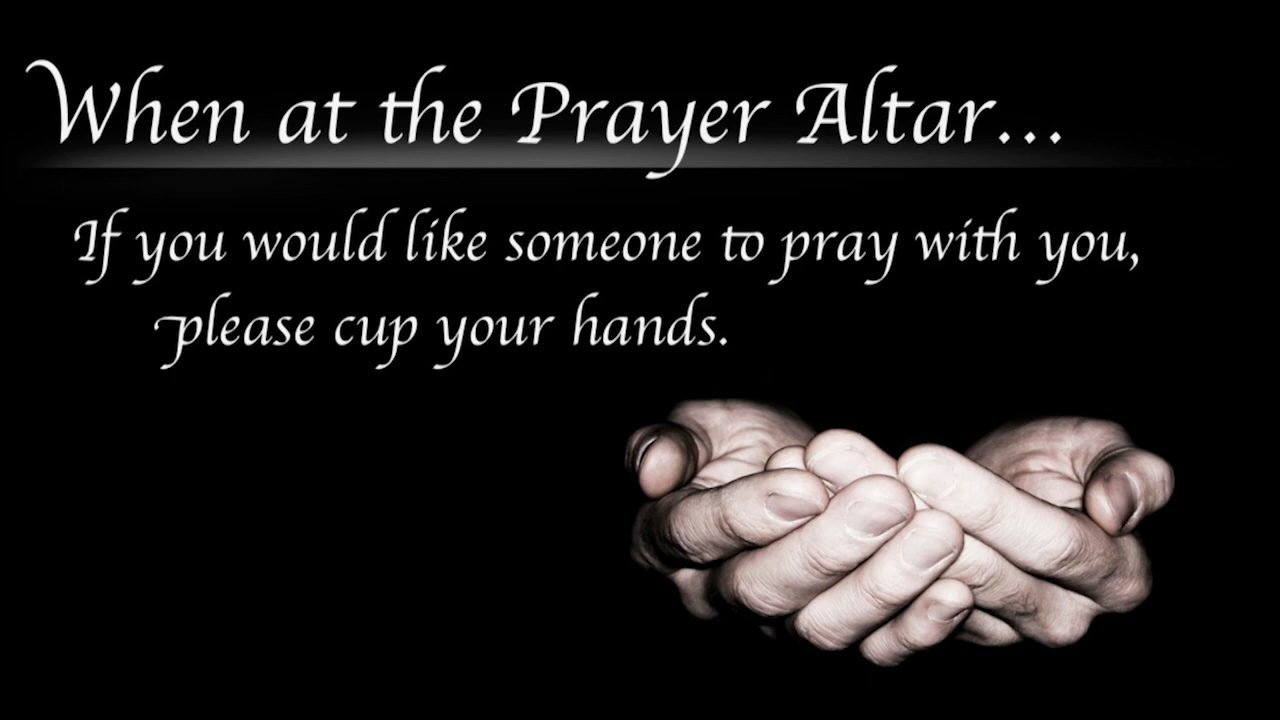 When at the Prayer Altar...
If you would like someone to pray with you,
please cup your hands.